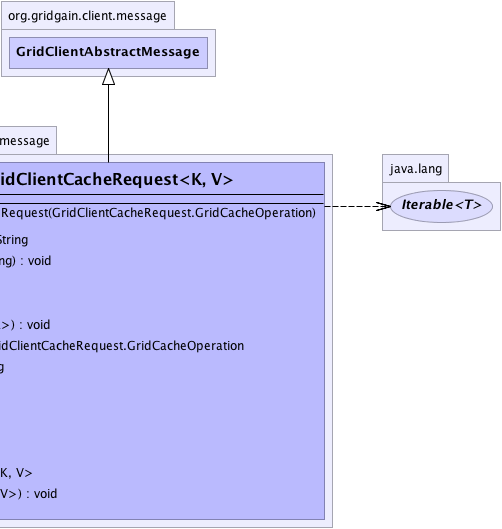 org.gridgain.client.message
GridClientAbstractMessage
message
idClientCacheRequest<K, V>
Request(GridClientCacheRequest.GridCacheOperation)
String
ng) : void
>) : void
idClientCacheRequest.GridCacheOperation
g
K, V>
V>) : void
java.lang
Iterable<T>